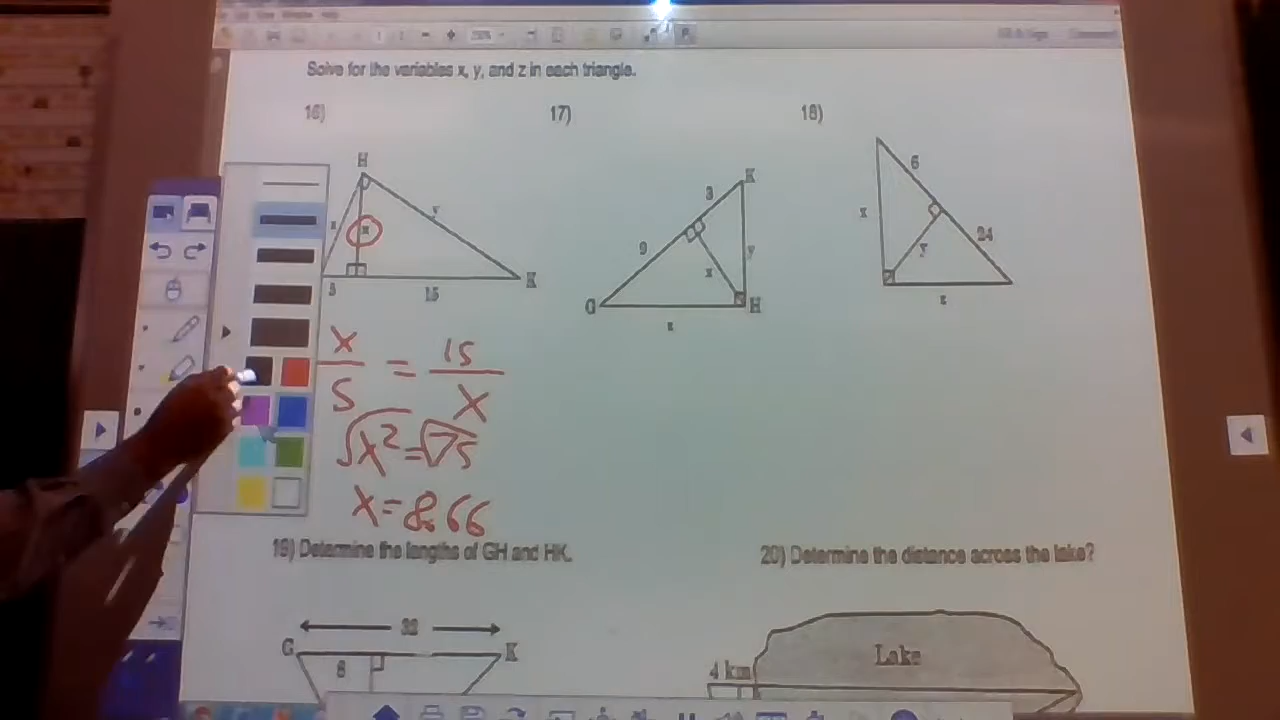 Solve for the variables x, y, and z in each triangle.
16)
17)
18)
H
K
6
3
x
y
x
y
9
x
24
y
5
15
K
x
y
G
H
z
z
x
5
=
15
x
√x² = √75
x = 8.66
19) Determine the lengths of GH and HK.
20) Determine the distance across the lake?
32
G
K
8
Lake
4 km